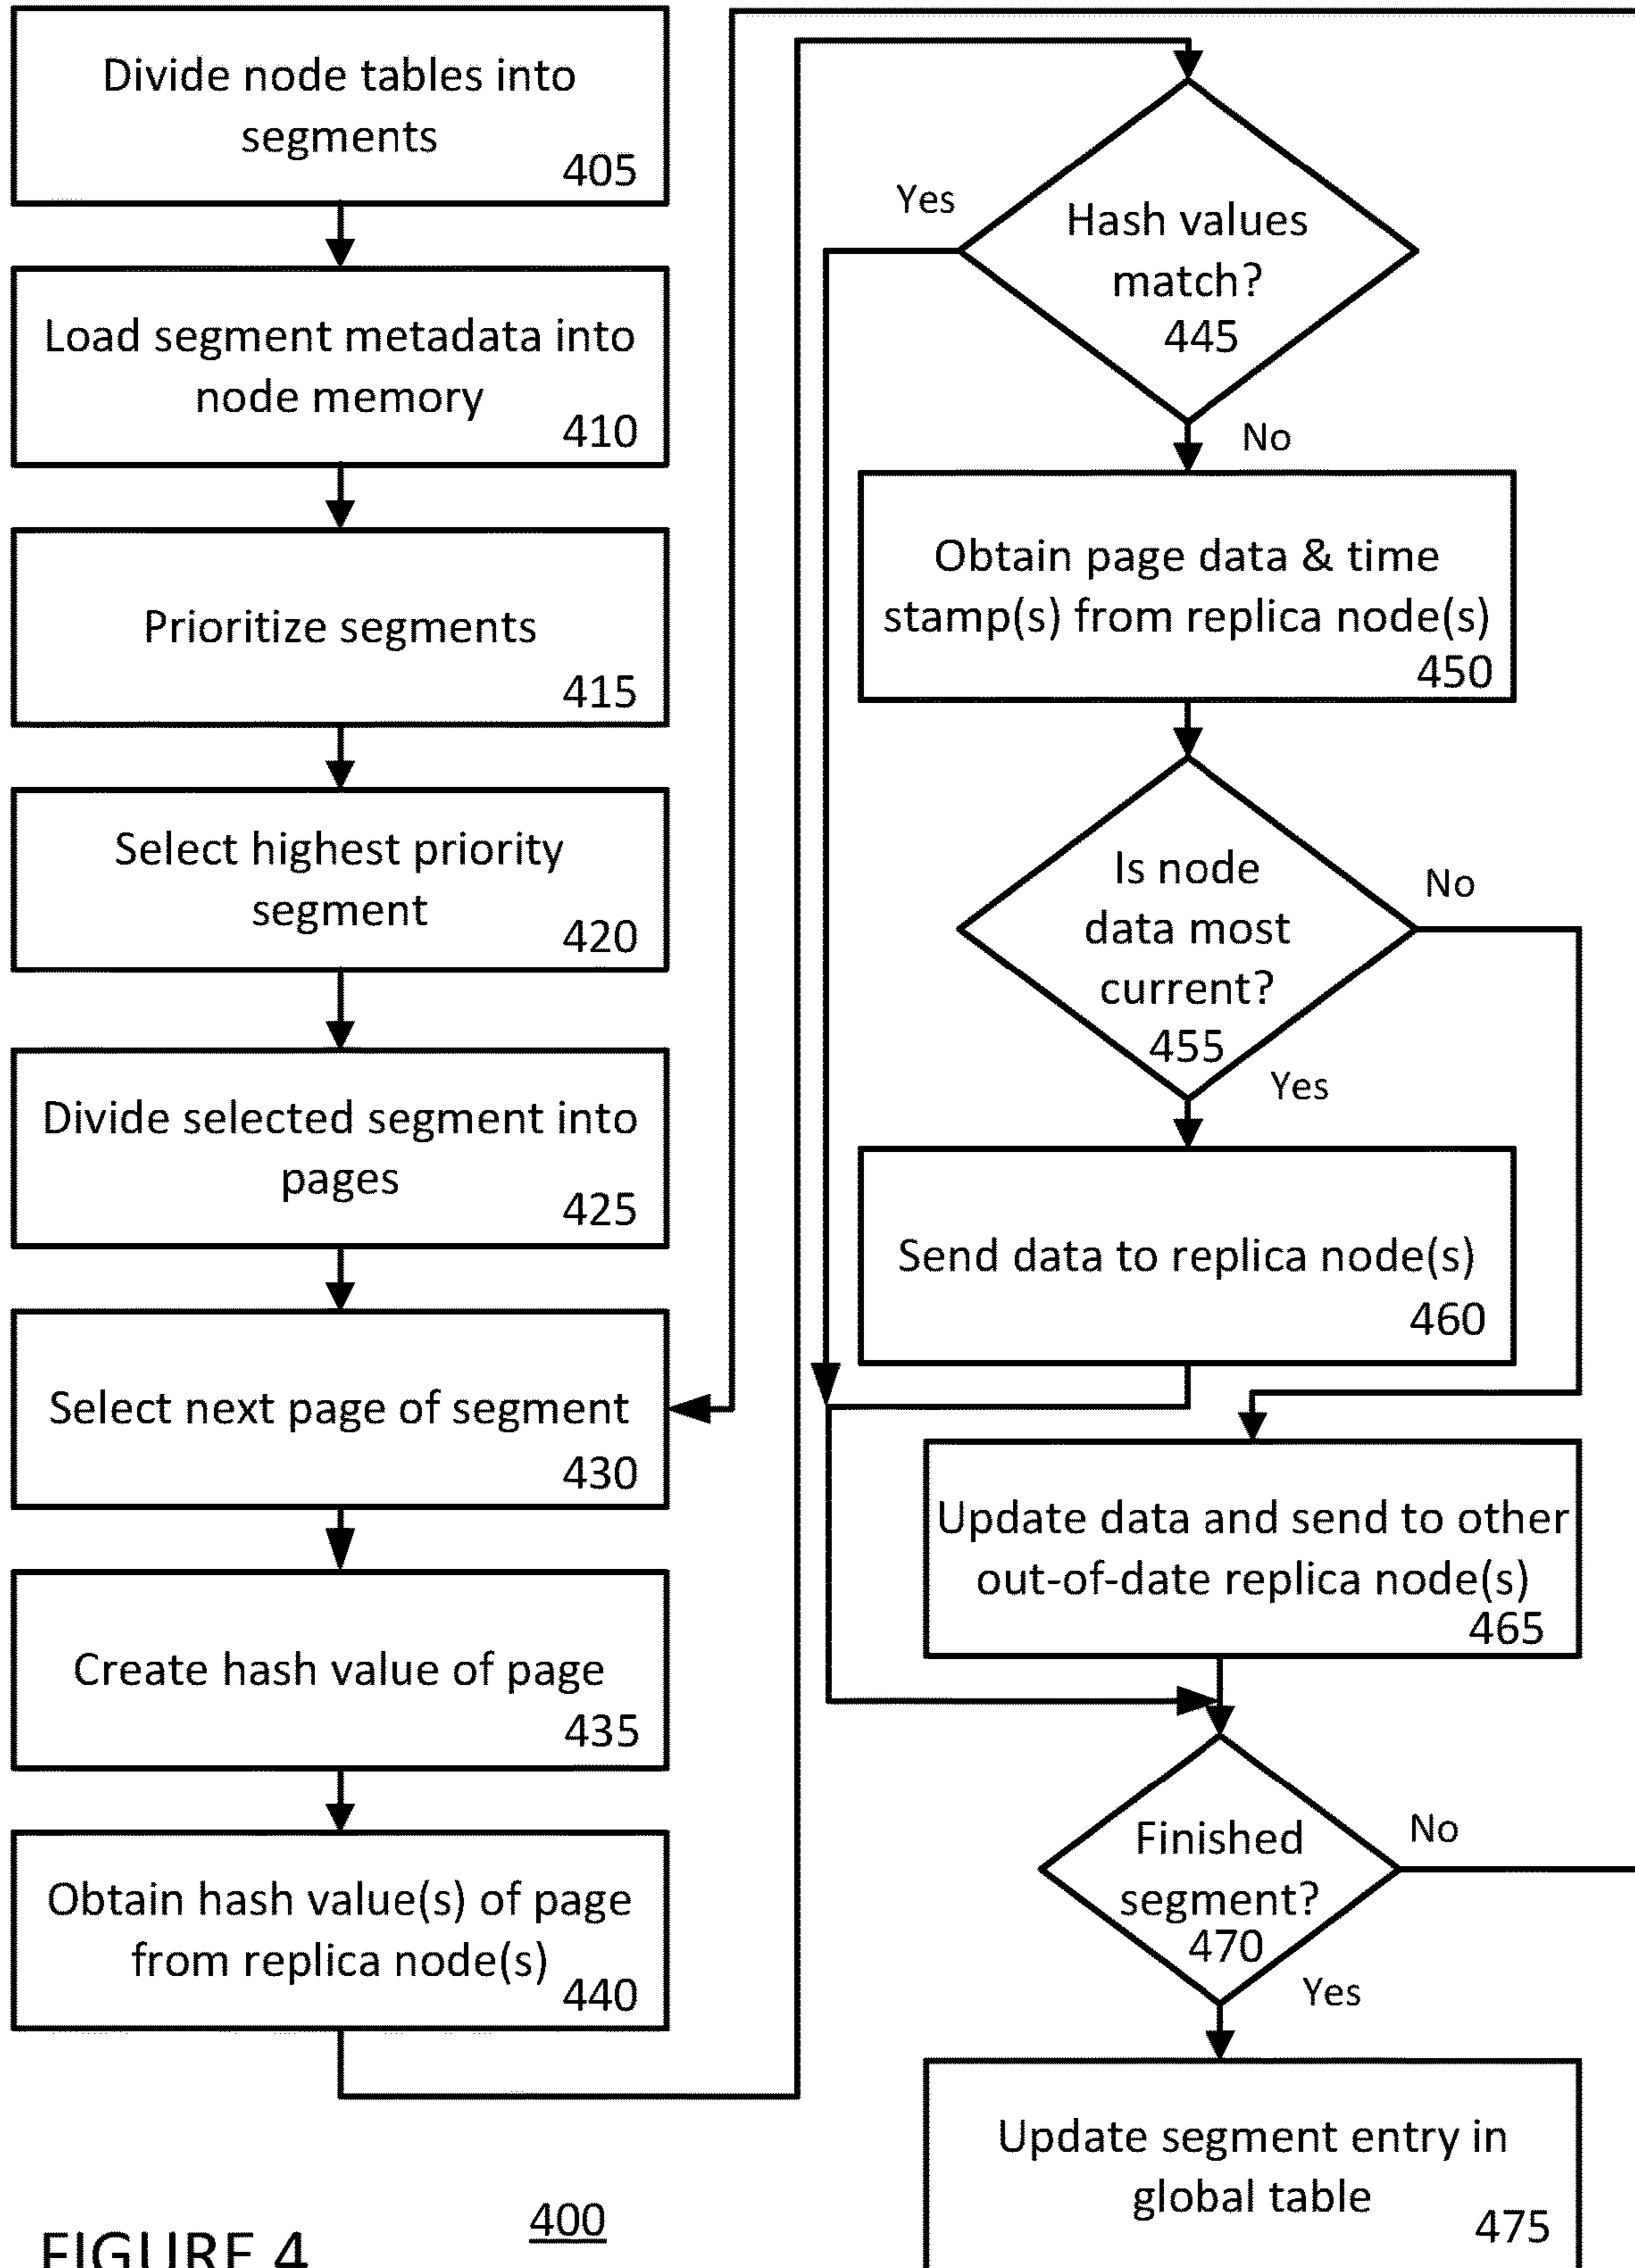 Divide node tables into
segments
405
Load segment metadata into
node memory
410
Prioritize segments
415
Select highest priority
segment
420
Divide selected segment into
pages
425
Select next page of segment
430
Create hash value of page
435
Obtain hash value(s) of page
from replica node(s)
440
Yes
Hash values
match?
445
No
Obtain page data & time
stamp(s) from replica node(s)
450
Is node
data most
current?
455
No
Yes
Send data to replica node(s)
460
Update data and send to other
out-of-date replica node(s)
465
Finished
segment?
470
No
Yes
Update segment entry in
global table
475
400
FIGURE 4